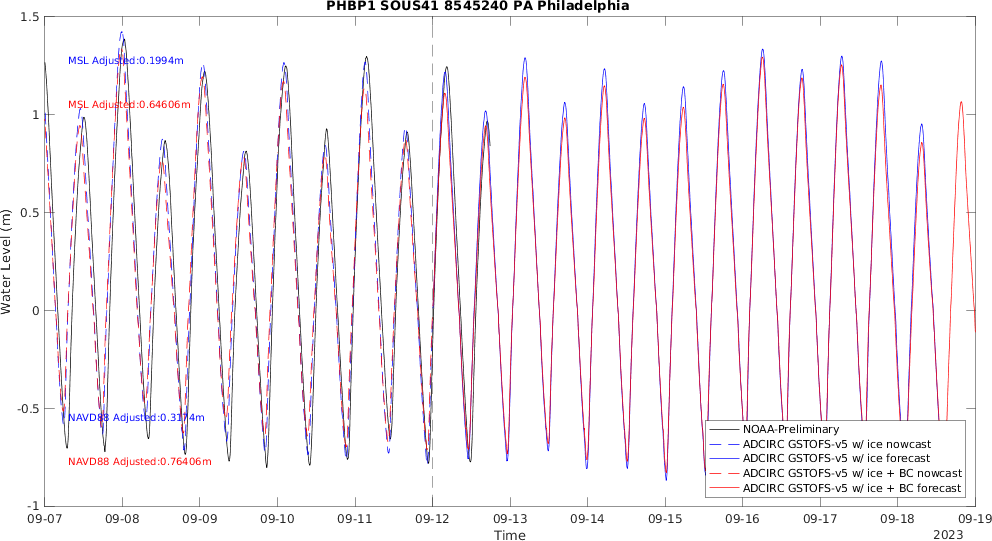 PHBP1 SOUS41 8545240 PA Philadelphia
1.5
1
0.5
0
-0.5
-1
Water Level (m)
MSL Adjusted:0.1994m
MSL Adjusted:0.64606m
NAVD88 Adjusted:0.3174m
NAVD88 Adjusted:0.76406m
NOAA-Preliminary
ADCIRC GSTOFS-v5 w/ ice nowcast
ADCIRC GSTOFS-v5 w/ ice forecast
ADCIRC GSTOFS-v5 w/ ice + BC nowcast
ADCIRC GSTOFS-v5 w/ ice + BC forecast
09-07 09-08 09-09 09-10 09-11 09-12 09-13 09-14 09-15 09-16 09-17 09-18 09-19
Time
2023